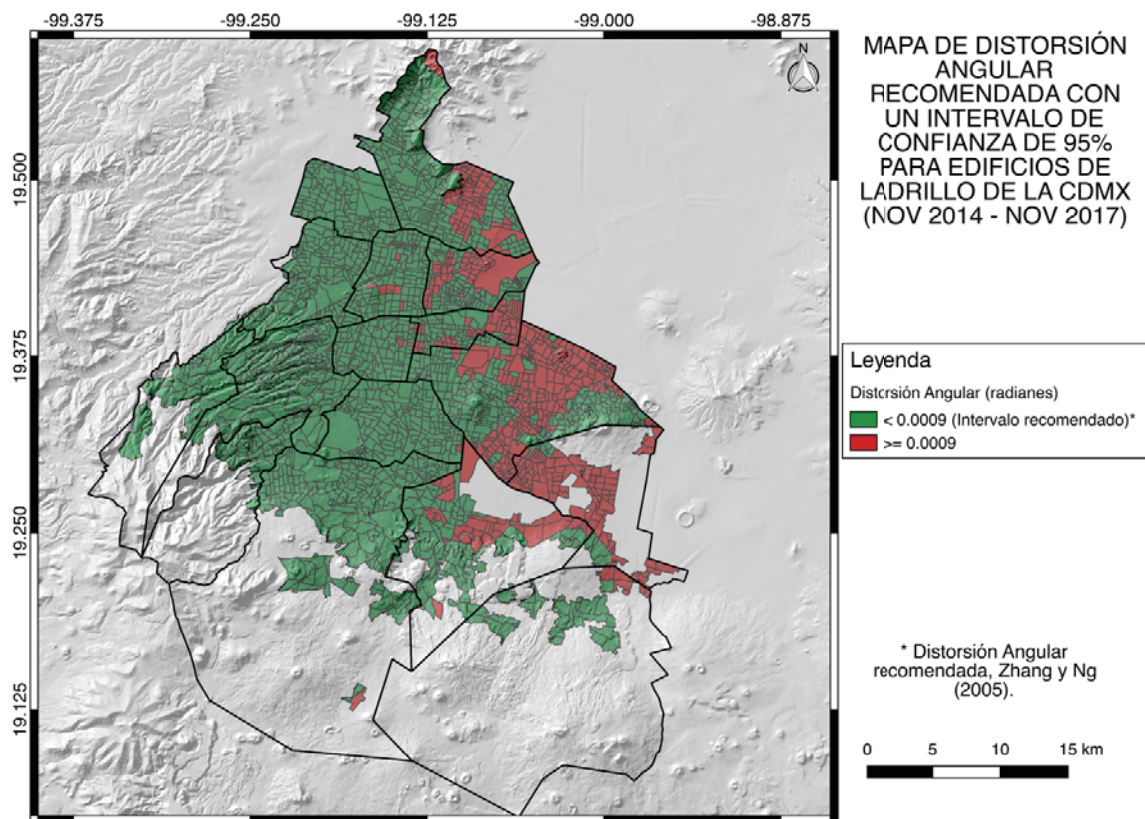 -99.375 -99.250 -99.125 -99.000 -98.875
19.500
19.375
19.250
19.125
N
MAPA DE DISTORSIÓN
ANGULAR
RECOMENDADA CON
UN INTERVALO DE
CONFIANZA DE 95%
PARA EDIFICIOS DE
LADRILLO DE LA CDMX
(NOV 2014 - NOV 2017)
Leyenda
Distorsión Angular (radianes)
< 0.0009 (Intervalo recomendado)*
>= 0.0009
* Distorsión Angular
recomendada, Zhang y Ng
(2005).
0 5 10 15 km